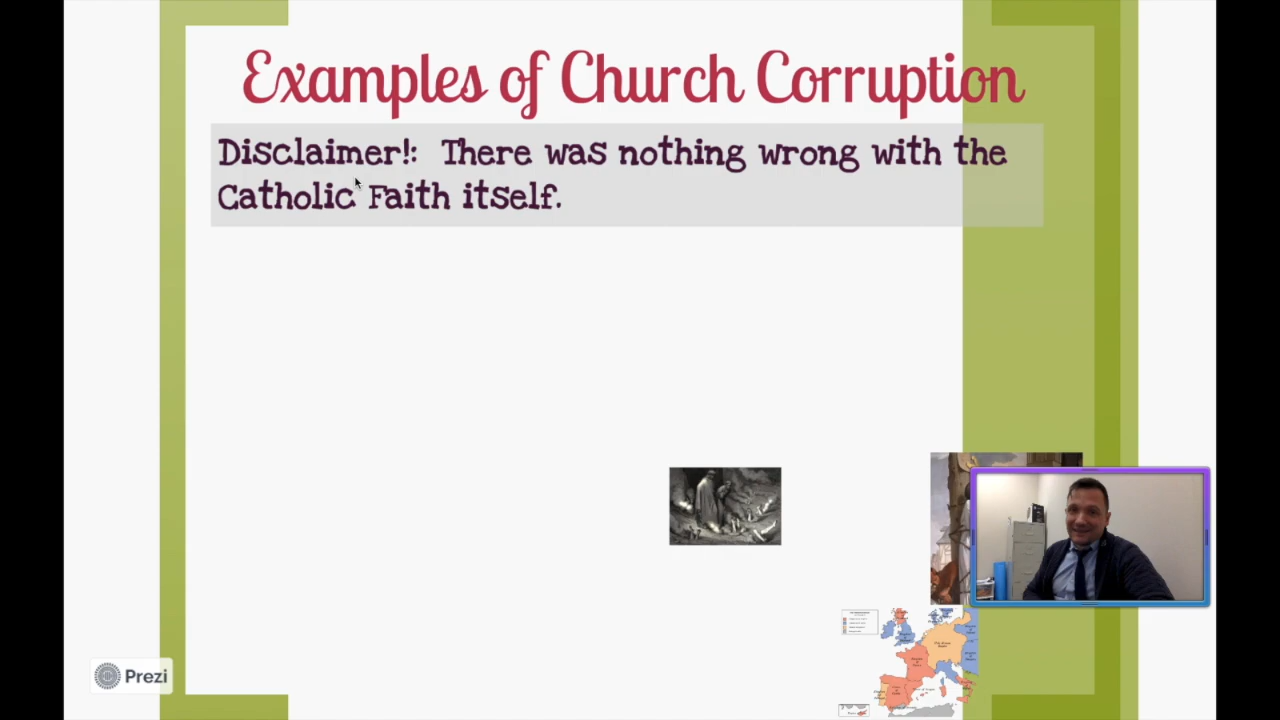 Examples of Church Corruption
Disclaimer!: There was nothing wrong with the
Catholic Faith itself.
Prezi